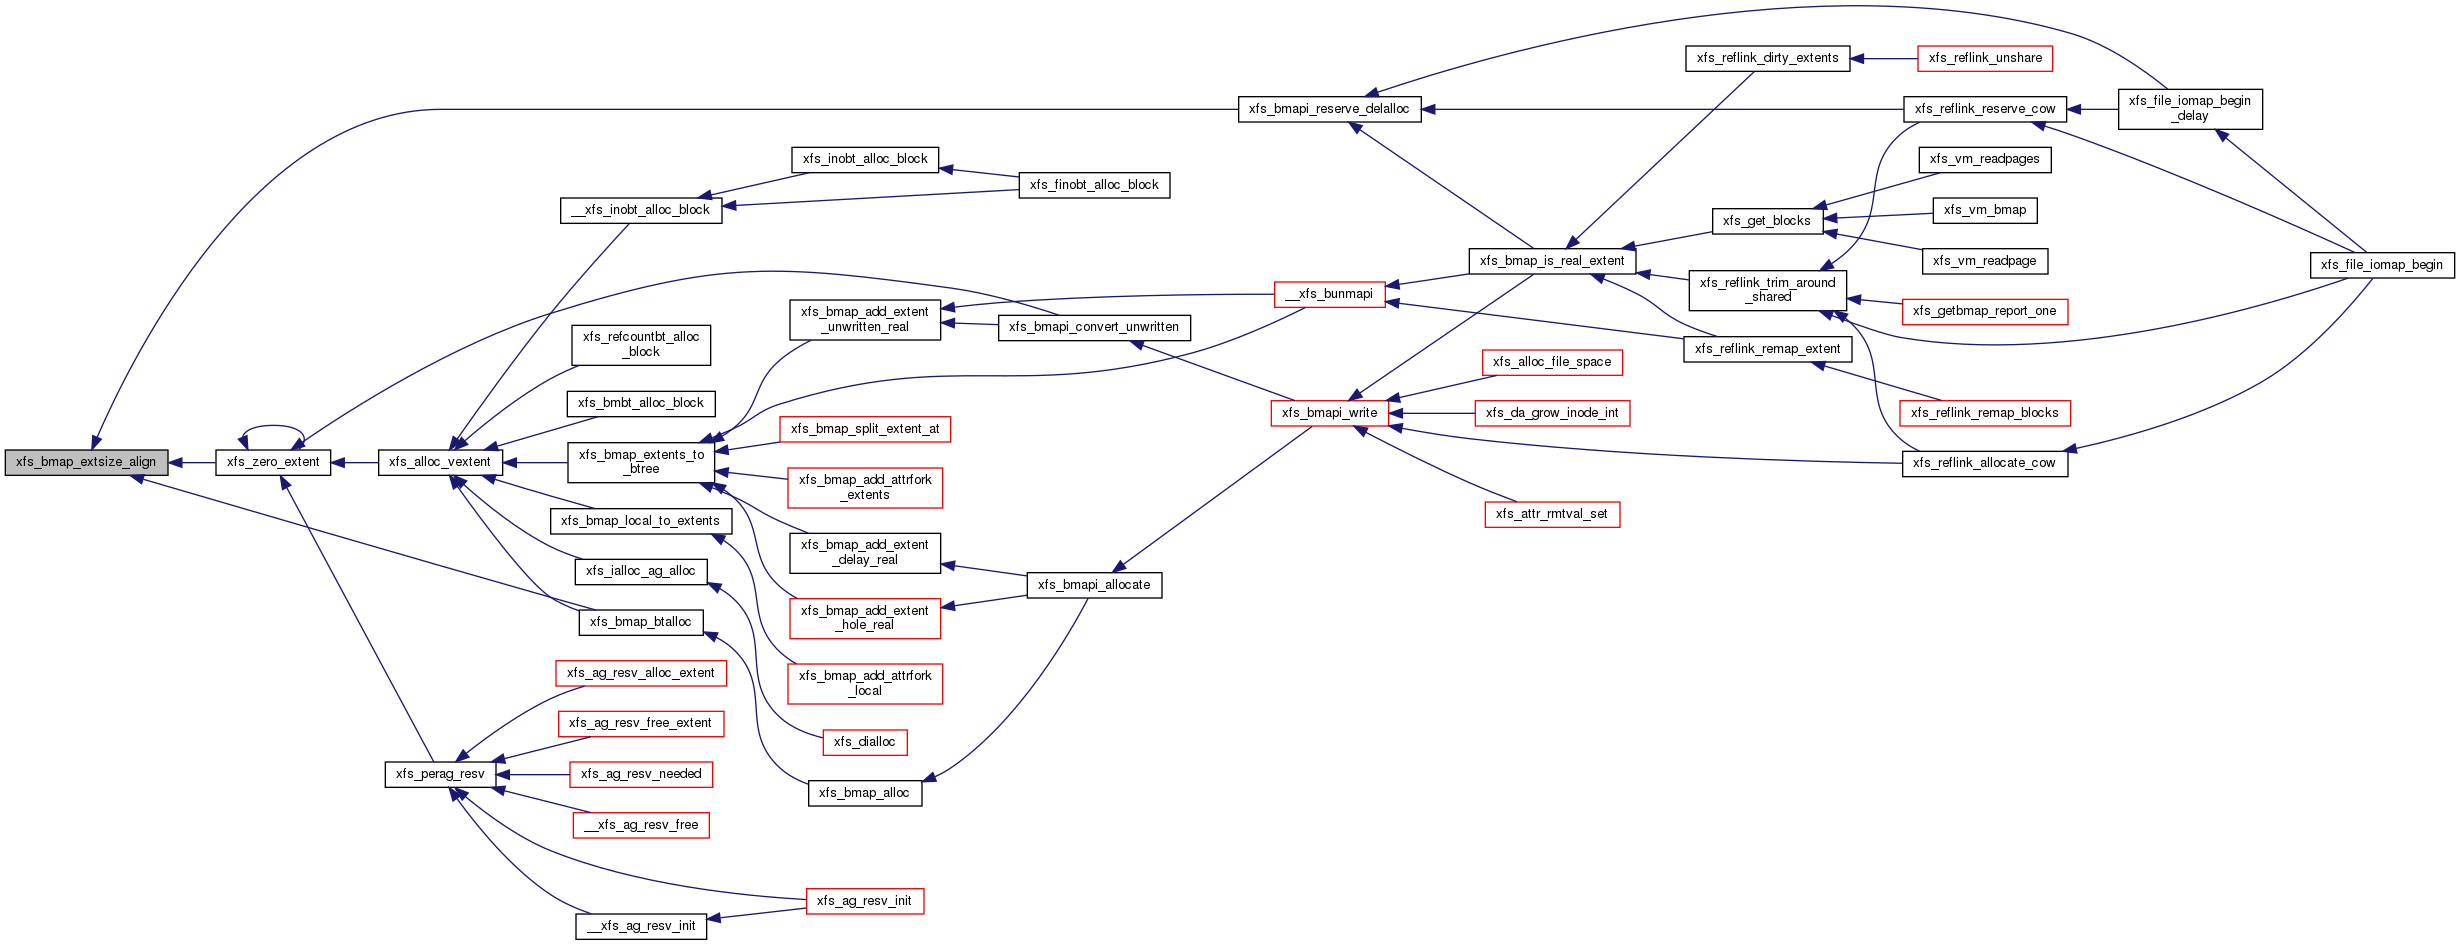 xfs_bmap_extsize_align
xfs_zero_extent
xfs_alloc_vextent
xfs_perag_resv
__xfs_inobt_alloc_block
xfs_refcountbt_alloc
_block
xfs_bmbt_alloc_block
xfs_bmap_extents_to
_btree
xfs_bmap_local_to_extents
xfs_ialloc_ag_alloc
xfs_bmap_btalloc
xfs_ag_resv_alloc_extent
xfs_ag_resv_free_extent
xfs_ag_resv_needed
__xfs_ag_resv_free
__xfs_ag_resv_init
xfs_inobt_alloc_block
xfs_bmap_add_extent
_unwritten_real
xfs_bmap_split_extent_at
xfs_bmap_add_attrfork
_extents
xfs_bmap_add_extent
_delay_real
xfs_bmap_add_extent
_hole_real
xfs_bmap_add_attrfork
_local
xfs_dialloc
xfs_bmap_alloc
xfs_ag_resv_init
xfs_finobt_alloc_block
xfs_bmapi_convert_unwritten
xfs_bmapi_allocate
xfs_bmapi_reserve_delalloc
__xfs_bunmapi
xfs_bmapi_write
xfs_bmap_is_real_extent
xfs_alloc_file_space
xfs_da_grow_inode_int
xfs_attr_rmtval_set
xfs_reflink_dirty_extents
xfs_get_blocks
xfs_reflink_trim_around
_shared
xfs_reflink_remap_extent
xfs_reflink_unshare
xfs_reflink_reserve_cow
xfs_vm_readpages
xfs_vm_bmap
xfs_vm_readpage
xfs_getbmap_report_one
xfs_reflink_remap_blocks
xfs_reflink_allocate_cow
xfs_file_iomap_begin
_delay
xfs_file_iomap_begin